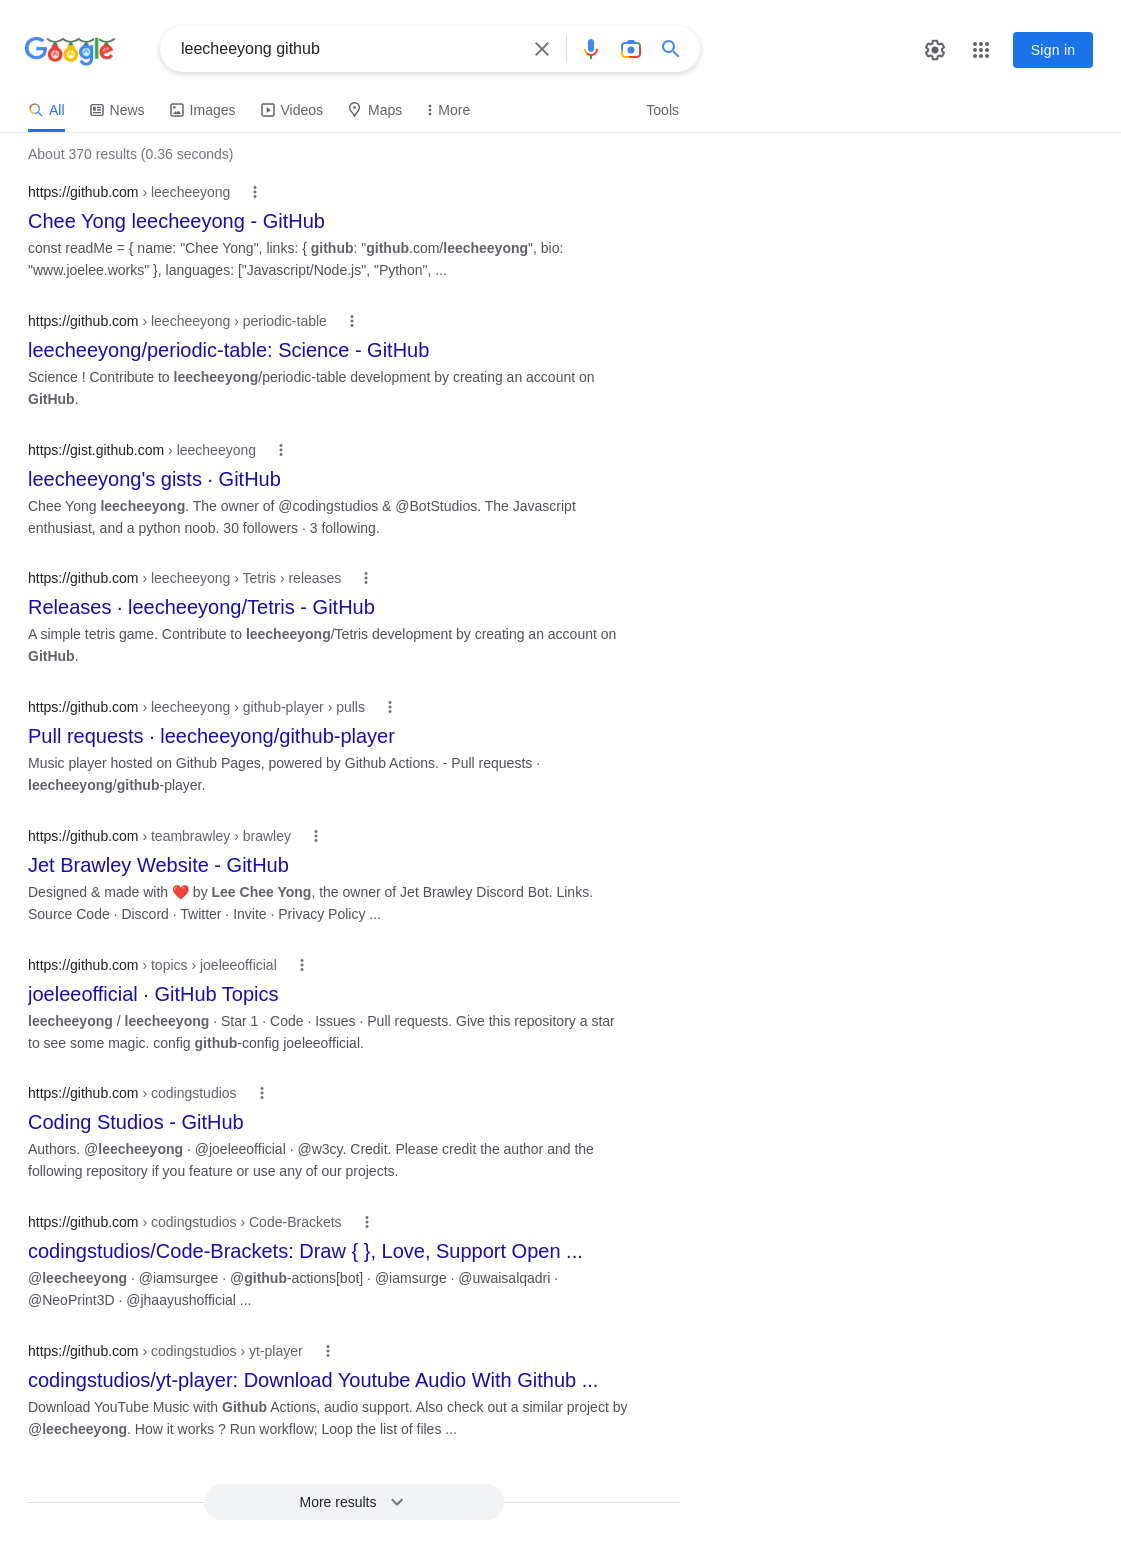 Google
leecheeyong github
Sign in
All News Images Videos Maps More Tools
About 370 results (0.36 seconds)
https://github.com › leecheeyong
Chee Yong leecheeyong - GitHub
const readMe = { name: "Chee Yong", links: { github: "github.com/leecheeyong", bio:
"www.joelee.works" }, languages: ["Javascript/Node.js", "Python", ...
https://github.com › leecheeyong › periodic-table
leecheeyong/periodic-table: Science - GitHub
Science ! Contribute to leecheeyong/periodic-table development by creating an account on
GitHub.
https://gist.github.com › leecheeyong
leecheeyong's gists · GitHub
Chee Yong leecheeyong. The owner of @codingstudios & @BotStudios. The Javascript
enthusiast, and a python noob. 30 followers · 3 following.
https://github.com › leecheeyong › Tetris › releases
Releases · leecheeyong/Tetris - GitHub
A simple tetris game. Contribute to leecheeyong/Tetris development by creating an account on
GitHub.
https://github.com › leecheeyong › github-player › pulls
Pull requests · leecheeyong/github-player
Music player hosted on Github Pages, powered by Github Actions. - Pull requests ·
leecheeyong/github-player.
https://github.com › teambrawley › brawley
Jet Brawley Website - GitHub
Designed & made with ❤️ by Lee Chee Yong, the owner of Jet Brawley Discord Bot. Links.
Source Code · Discord · Twitter · Invite · Privacy Policy ...
https://github.com › topics › joeleeofficial
joeleeofficial · GitHub Topics
leecheeyong / leecheeyong · Star 1 · Code · Issues · Pull requests. Give this repository a star
to see some magic. config github-config joeleeofficial.
https://github.com › codingstudios
Coding Studios - GitHub
Authors. @leecheeyong · @joeleeofficial · @w3cy. Credit. Please credit the author and the
following repository if you feature or use any of our projects.
https://github.com › codingstudios › Code-Brackets
codingstudios/Code-Brackets: Draw { }, Love, Support Open ...
@leecheeyong · @iamsurgee · @github-actions[bot] · @iamsurge · @uwaisalqadri ·
@NeoPrint3D · @jhaayushofficial ...
https://github.com › codingstudios › yt-player
codingstudios/yt-player: Download Youtube Audio With Github ...
Download YouTube Music with Github Actions, audio support. Also check out a similar project by
@leecheeyong. How it works ? Run workflow; Loop the list of files ...
More results